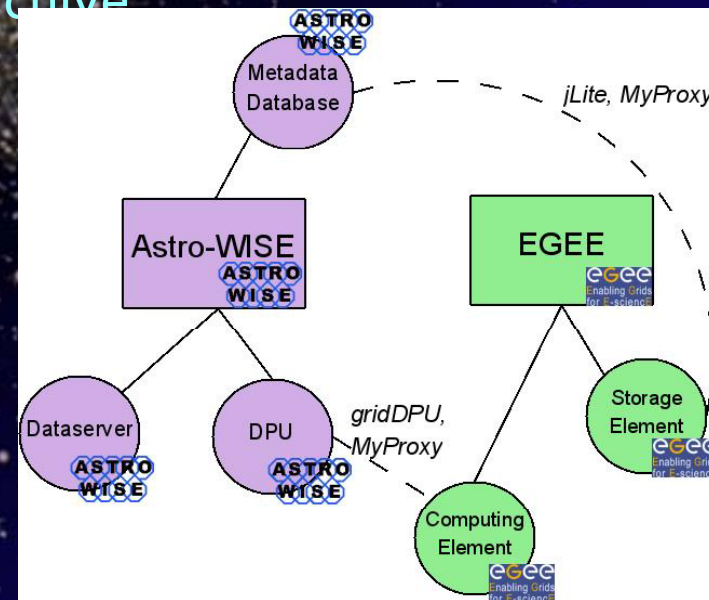 ASTRO
WISE
Metadata
Database
jLite, MyProxy
Astro-WISE
ASTRO
WISE
EGEE
eGee
Enabling Grids
for E-sciencE
Dataserver
ASTRO
WISE
DPU
ASTRO
WISE
gridDPU,
MyProxy
Storage
Element
Computing
Element
eGee
Enabling Grids
for E-sciencE